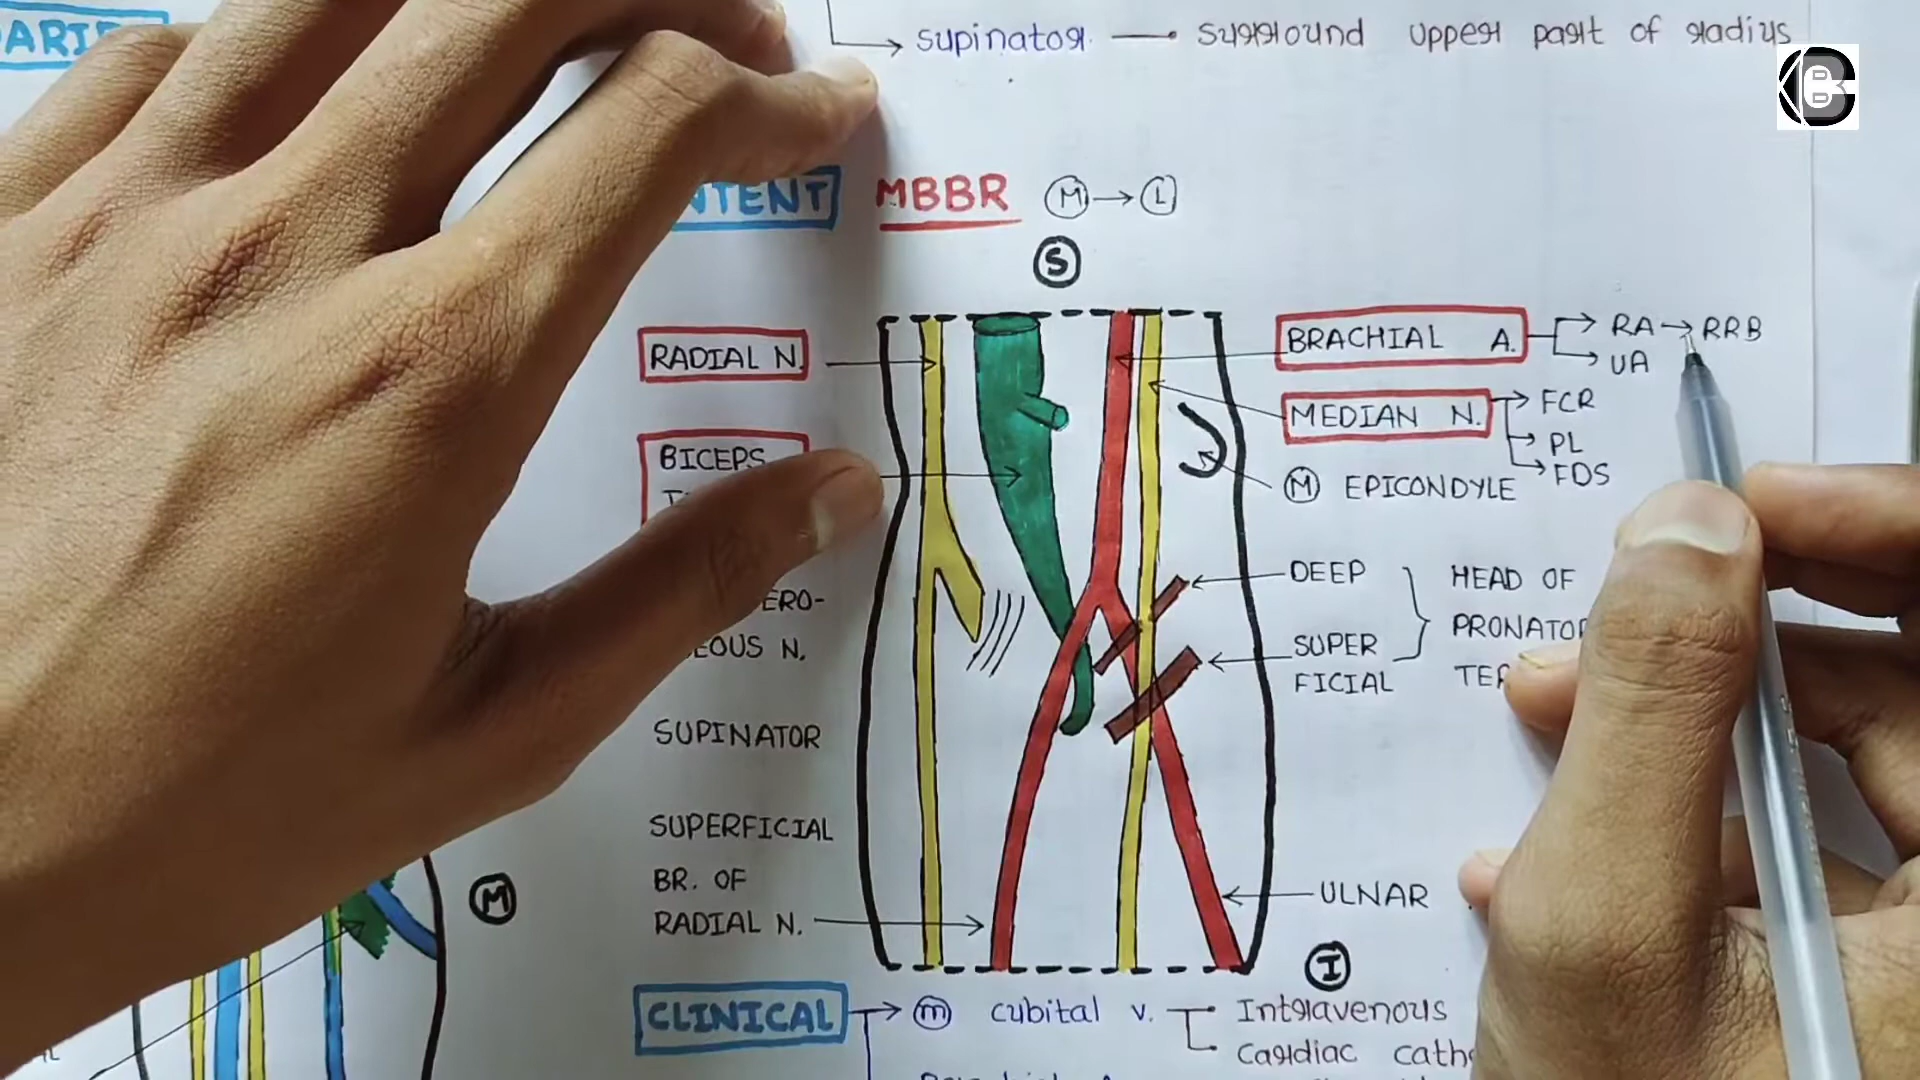 supinator — surround upper part of radius
MBBR M → L
S
RADIAL N.
BRACHIAL A.
RA → RRB
UA
MEDIAN N.
FCR
PL
FDS
BICEPS
M EPICONDYLE
DEEP
SUPER
FICIAL
HEAD OF
PRONATOR
SUPINATOR
SUPERFICIAL
BR. OF
RADIAL N.
ULNAR
M
I
CLINICAL
m cubital v.
Intravenous
Cardiac